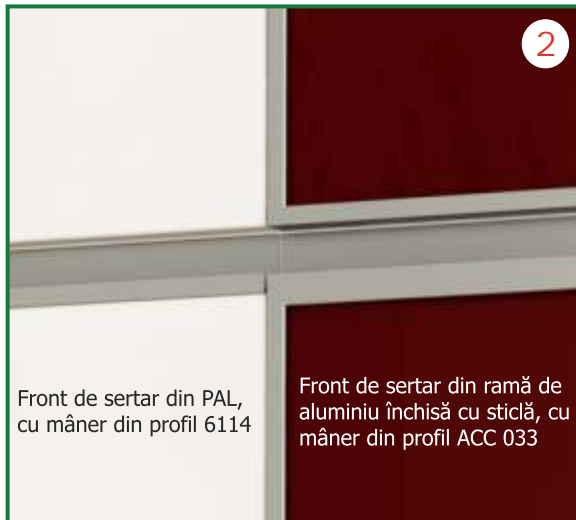 2
Front de sertar din PAL,
cu mâner din profil 6114
Front de sertar din ramă de
aluminiu închisă cu sticlă, cu
mâner din profil ACC 033